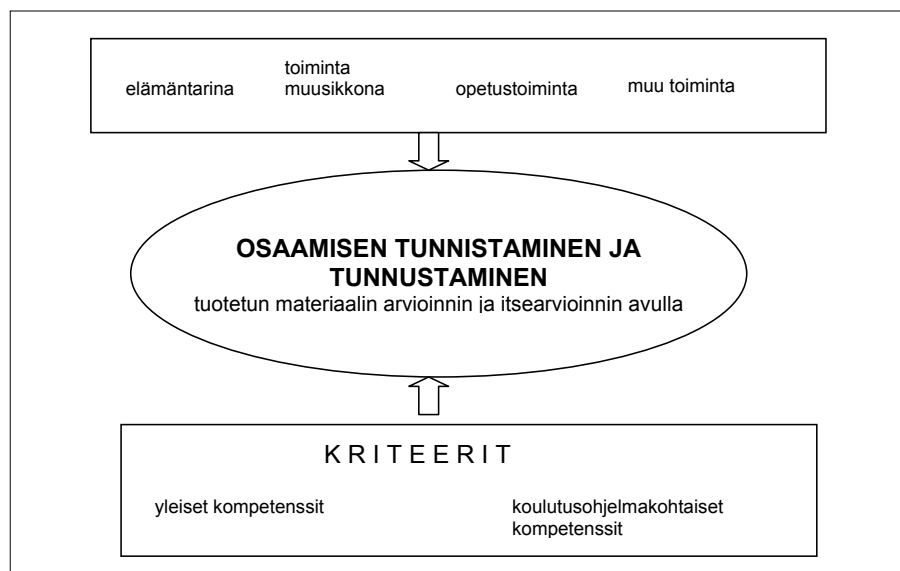 elämäntarina
toiminta
muusikkona
opetustoiminta
muu toiminta
OSAAMISEN TUNNISTAMINEN JA
TUNNUSTAMINEN
tuotetun materiaalin arvioinnin ja itsearvioinnin avulla
K R I T E E R I T
yleiset kompetenssit
koulutusohjelmakohtaiset
kompetenssit